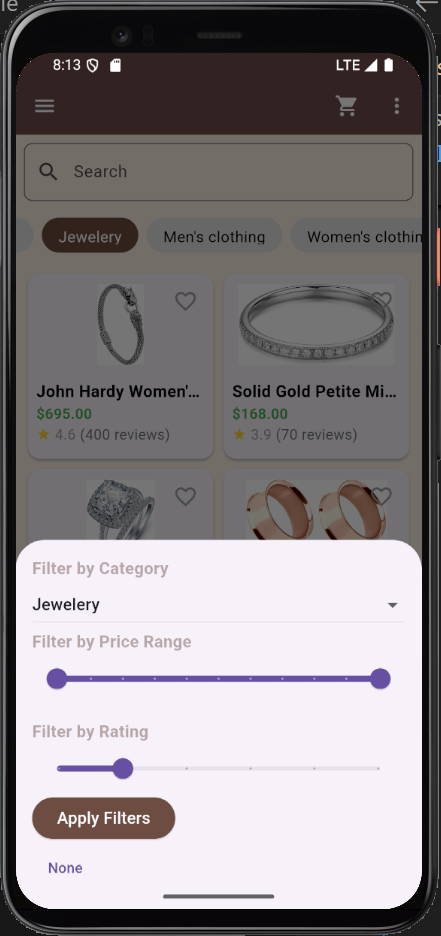 8:13
LTE
Search
Jewelery
Men's clothing
Women's clothin
John Hardy Women'...
Solid Gold Petite Mi...
$695.00
$168.00
4.6 (400 reviews)
3.9 (70 reviews)
Filter by Category
Jewelery
Filter by Price Range
Filter by Rating
Apply Filters
None